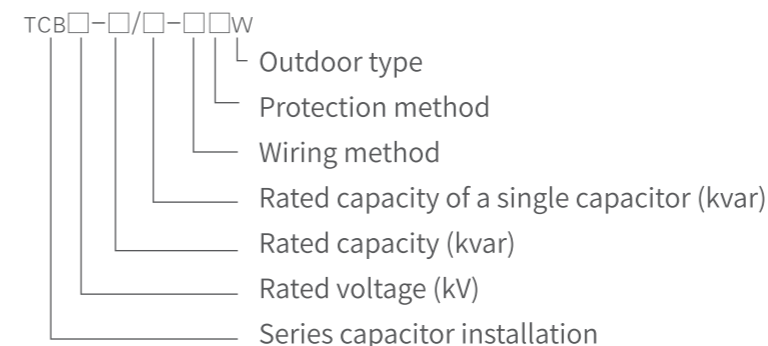 TCB□-□/□-□□W
Outdoor type
Protection method
Wiring method
Rated capacity of a single capacitor (kvar)
Rated capacity (kvar)
Rated voltage (kV)
Series capacitor installation